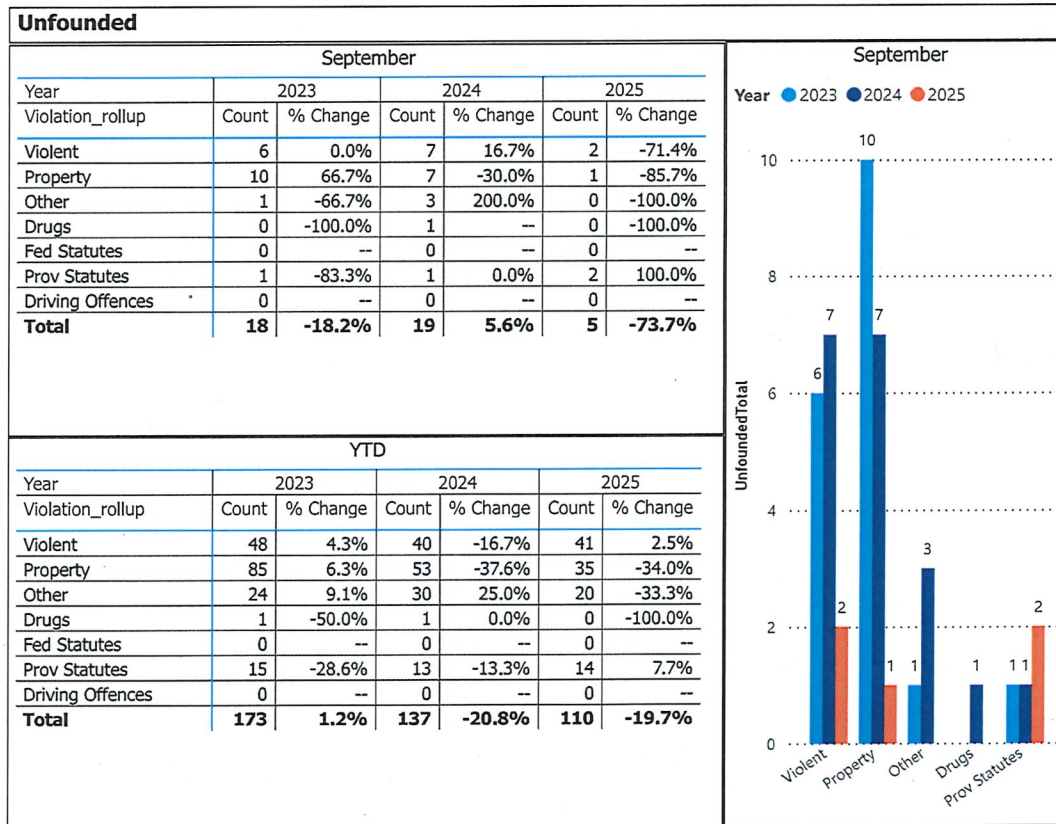 Unfounded
September
Year 2023 2024 2025
Violation_rollup Count % Change Count % Change Count % Change
Violent 6 0.0% 7 16.7% 2 -71.4%
Property 10 66.7% 7 -30.0% 1 -85.7%
Other 1 -66.7% 3 200.0% 0 -100.0%
Drugs 0 -100.0% 1 -- 0 -100.0%
Fed Statutes 0 -- 0 -- 0 --
Prov Statutes 1 -83.3% 1 0.0% 2 100.0%
Driving Offences 0 -- 0 -- 0 --
Total 18 -18.2% 19 5.6% 5 -73.7%
YTD
Year 2023 2024 2025
Violation_rollup Count % Change Count % Change Count % Change
Violent 48 4.3% 40 -16.7% 41 2.5%
Property 85 6.3% 53 -37.6% 35 -34.0%
Other 24 9.1% 30 25.0% 20 -33.3%
Drugs 1 -50.0% 1 0.0% 0 -100.0%
Fed Statutes 0 -- 0 -- 0 --
Prov Statutes 15 -28.6% 13 -13.3% 14 7.7%
Driving Offences 0 -- 0 -- 0 --
Total 173 1.2% 137 -20.8% 110 -19.7%
September
Year 2023 2024 2025
UnfoundedTotal
10
8
6
4
2
0
6 7 2
10 7 1
1 3
1
1 1 2
Violent Property Other Drugs Prov Statutes